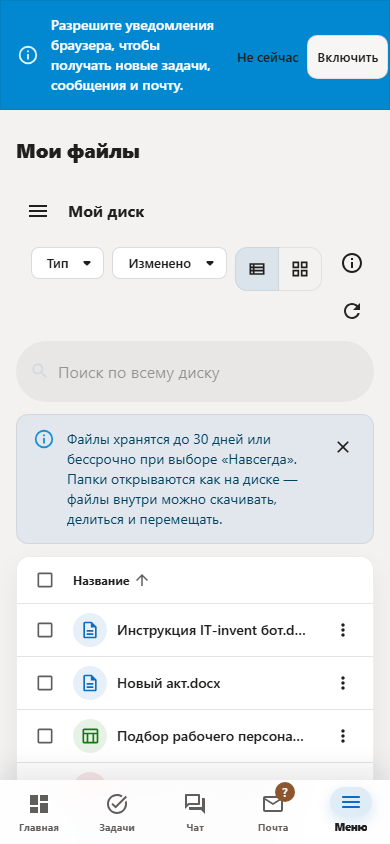 Разрешите уведомления
браузера, чтобы
получать новые задачи,
сообщения и почту.
Не сейчас
Включить
Мои файлы
Мой диск
Тип
Изменено
Поиск по всему диску
Файлы хранятся до 30 дней или
бессрочно при выборе «Навсегда».
Папки открываются как на диске —
файлы внутри можно скачивать,
делиться и перемещать.
Название
Инструкция IT-invent бот.d...
Новый акт.docx
Подбор рабочего персона...
?
Главная
Задачи
Чат
Почта
Меню